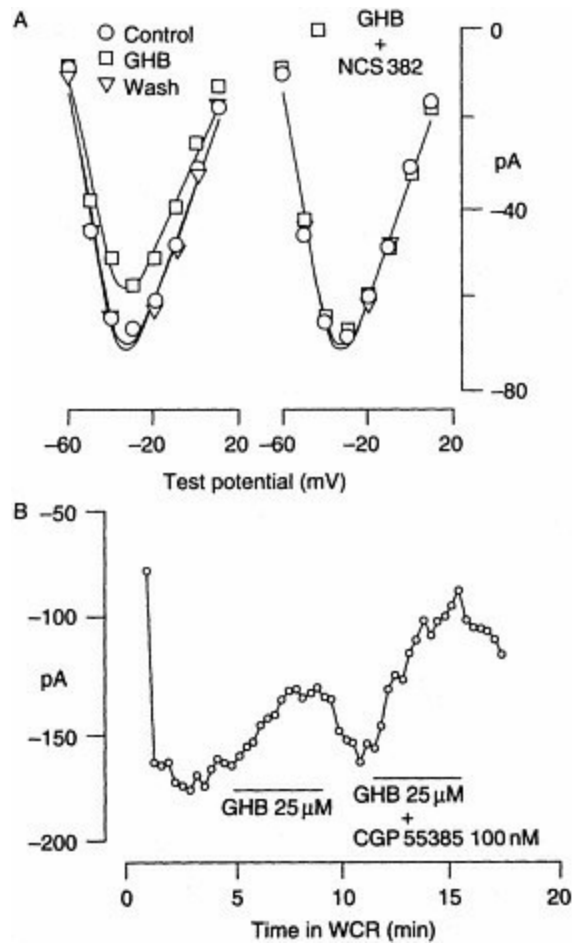 A
Control
GHB
Wash
GHB
+
NCS 382
0
pA
−40
−80
−60 −20 20 −60 −20 20
Test potential (mV)
B
−50
−100
pA
−150
−200
GHB 25 μM
GHB 25 μM
+
CGP 55385 100 nM
0 5 10 15 20
Time in WCR (min)